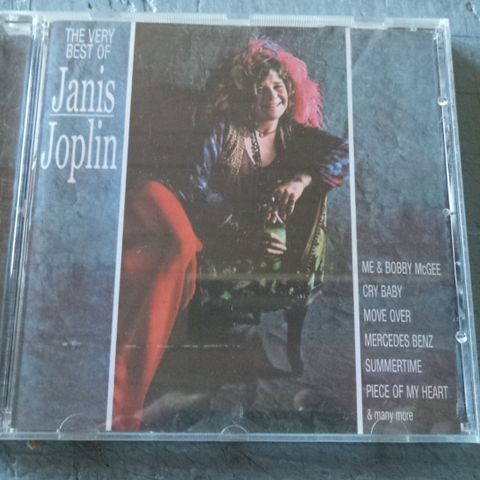 THE VERY
BEST OF
Janis
Joplin
ME & BOBBY McGEE
CRY BABY
MOVE OVER
MERCEDES BENZ
SUMMERTIME
PIECE OF MY HEART
& many more